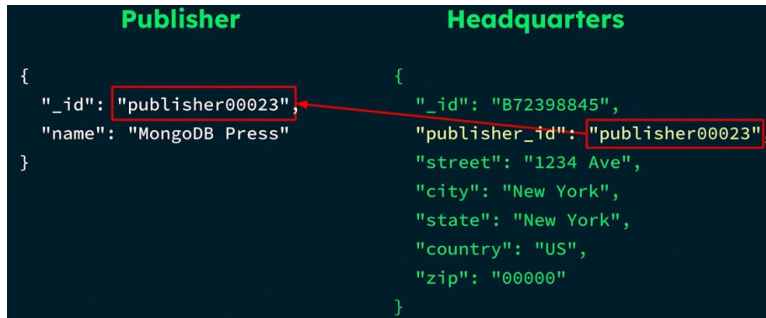 Publisher
{
"_id": "publisher00023",
"name": "MongoDB Press"
}
Headquarters
{
"_id": "B72398845",
"publisher_id": "publisher00023",
"street": "1234 Ave",
"city": "New York",
"state": "New York",
"country": "US",
"zip": "00000"
}